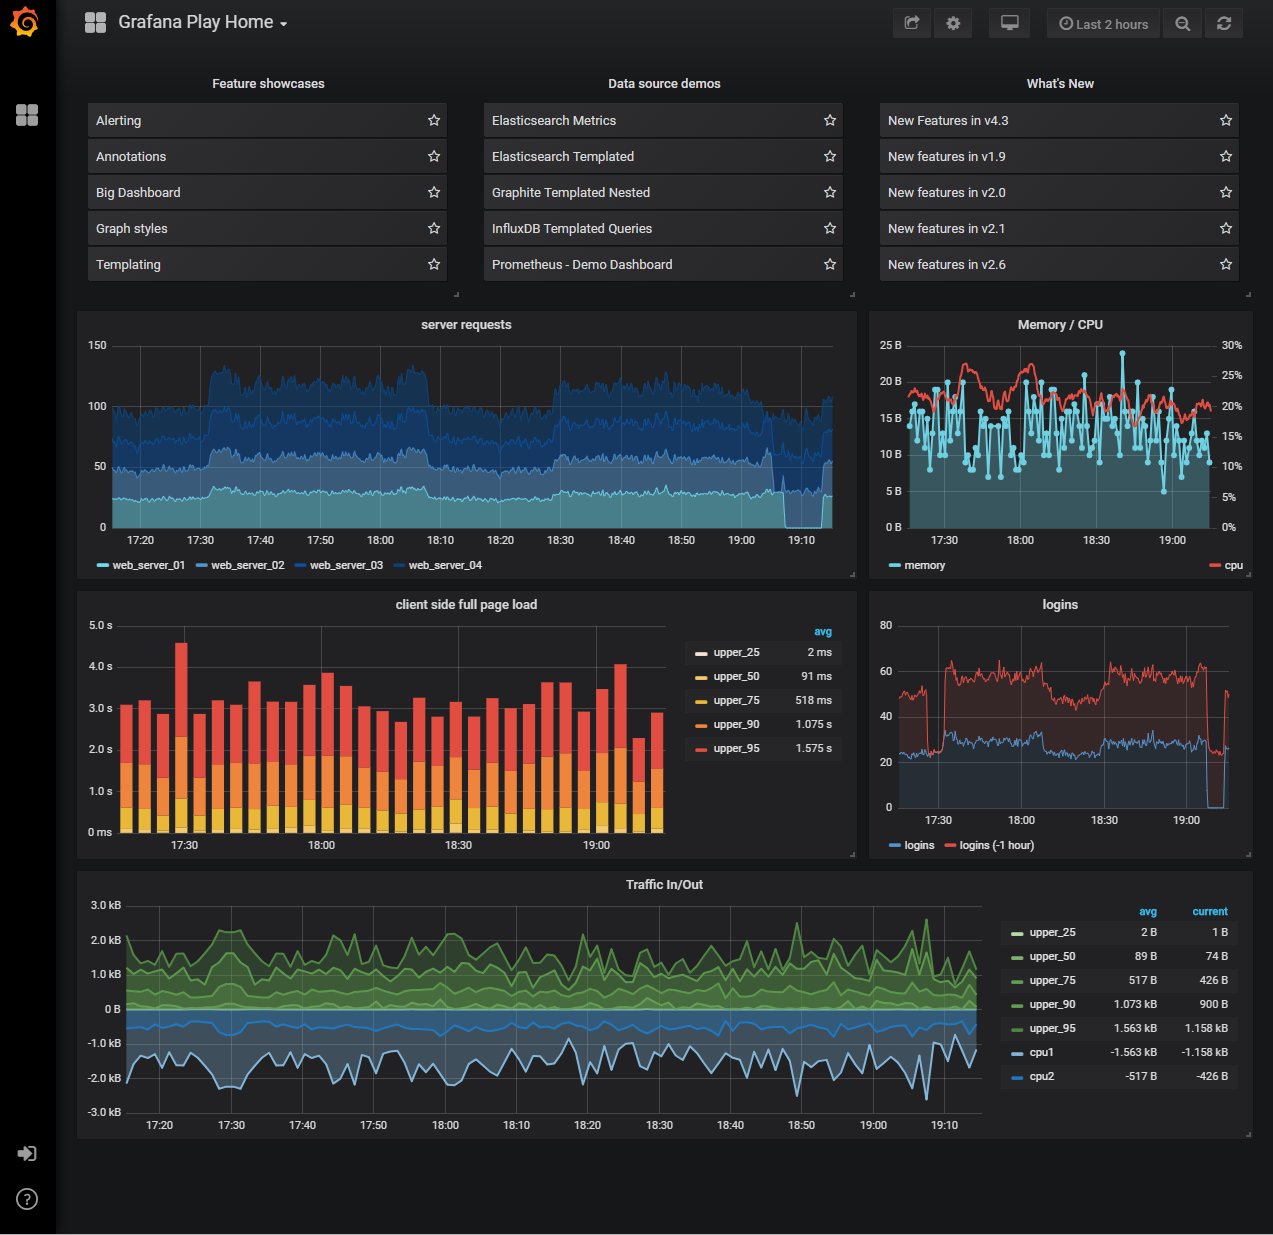 Grafana Play Home
Last 2 hours
Feature showcases
Alerting
Annotations
Big Dashboard
Graph styles
Templating
Data source demos
Elasticsearch Metrics
Elasticsearch Templated
Graphite Templated Nested
InfluxDB Templated Queries
Prometheus - Demo Dashboard
What's New
New Features in v4.3
New features in v1.9
New features in v2.0
New features in v2.1
New features in v2.6
server requests
150
100
50
0
17:20 17:30 17:40 17:50 18:00 18:10 18:20 18:30 18:40 18:50 19:00 19:10
web_server_01 web_server_02 web_server_03 web_server_04
Memory / CPU
25 B 30%
25%
20 B
20%
15 B
15%
10 B 10%
5 B 5%
0 B 0%
17:30 18:00 18:30 19:00
memory cpu
client side full page load
5.0 s
4.0 s
3.0 s
2.0 s
1.0 s
0 ms
17:30 18:00 18:30 19:00
avg
upper_25 2 ms
upper_50 91 ms
upper_75 518 ms
upper_90 1.075 s
upper_95 1.575 s
logins
80
60
40
20
0
17:30 18:00 18:30 19:00
logins logins (-1 hour)
Traffic In/Out
3.0 kB
2.0 kB
1.0 kB
0 B
-1.0 kB
-2.0 kB
-3.0 kB
17:20 17:30 17:40 17:50 18:00 18:10 18:20 18:30 18:40 18:50 19:00 19:10
avg current
upper_25 2 B 1 B
upper_50 89 B 74 B
upper_75 517 B 426 B
upper_90 1.073 kB 900 B
upper_95 1.563 kB 1.158 kB
cpu1 -1.563 kB -1.158 kB
cpu2 -517 B -426 B
?